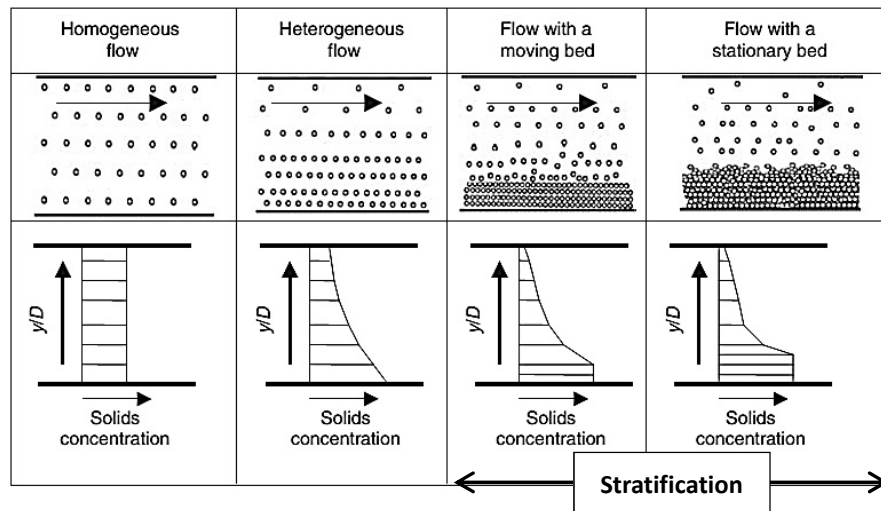 Homogeneous
flow
Heterogeneous
flow
Flow with a
moving bed
Flow with a
stationary bed
y/D
Solids
concentration
y/D
Solids
concentration
y/D
Solids
concentration
y/D
Solids
concentration
Stratification